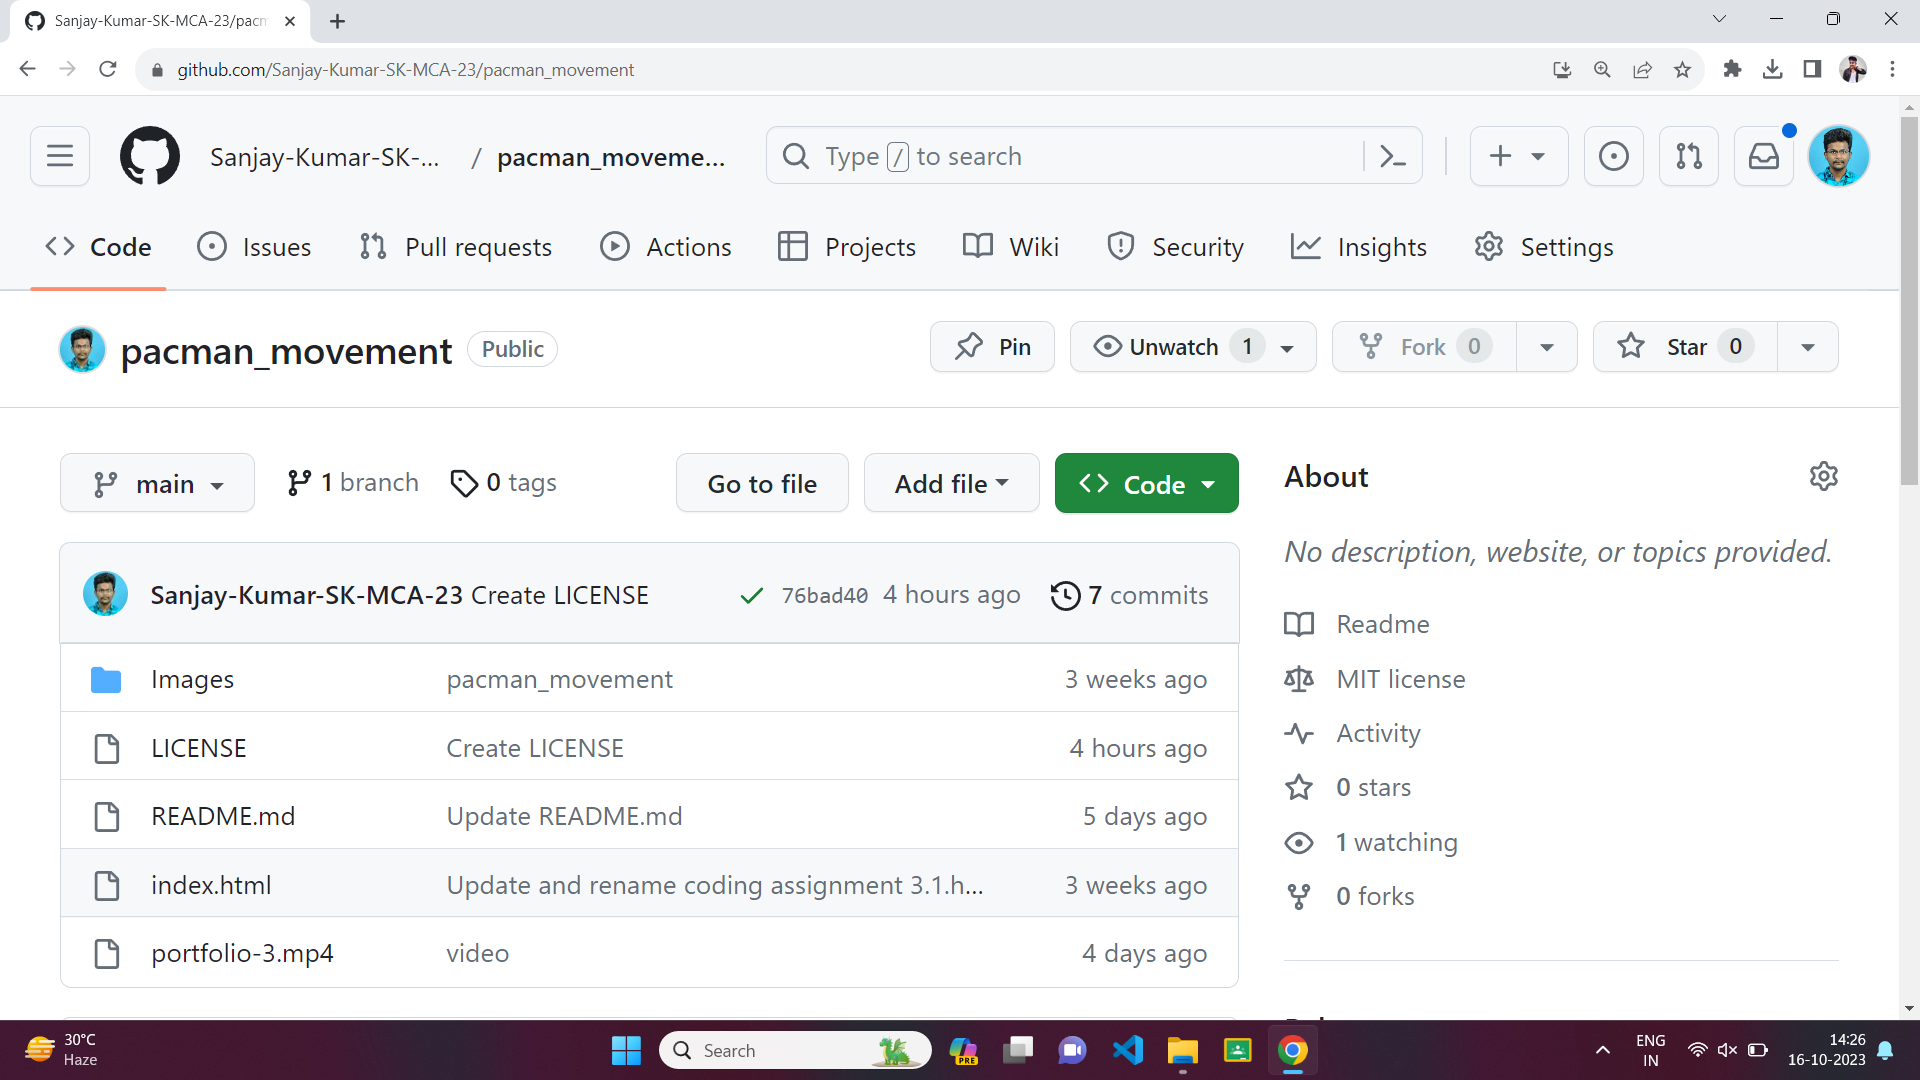 Sanjay-Kumar-SK-MCA-23/pacm
github.com/Sanjay-Kumar-SK-MCA-23/pacman_movement
Sanjay-Kumar-SK-... / pacman_moveme... Type / to search
Code Issues Pull requests Actions Projects Wiki Security Insights Settings
pacman_movement Public Pin Unwatch 1 Fork 0 Star 0
main 1 branch 0 tags Go to file Add file Code
Sanjay-Kumar-SK-MCA-23 Create LICENSE 76bad40 4 hours ago 7 commits
Images pacman_movement 3 weeks ago
LICENSE Create LICENSE 4 hours ago
README.md Update README.md 5 days ago
index.html Update and rename coding assignment 3.1.h... 3 weeks ago
portfolio-3.mp4 video 4 days ago
About
No description, website, or topics provided.
Readme
MIT license
Activity
0 stars
1 watching
0 forks
30°C
Haze
Search
PRE
ENG
IN
14:26
16-10-2023